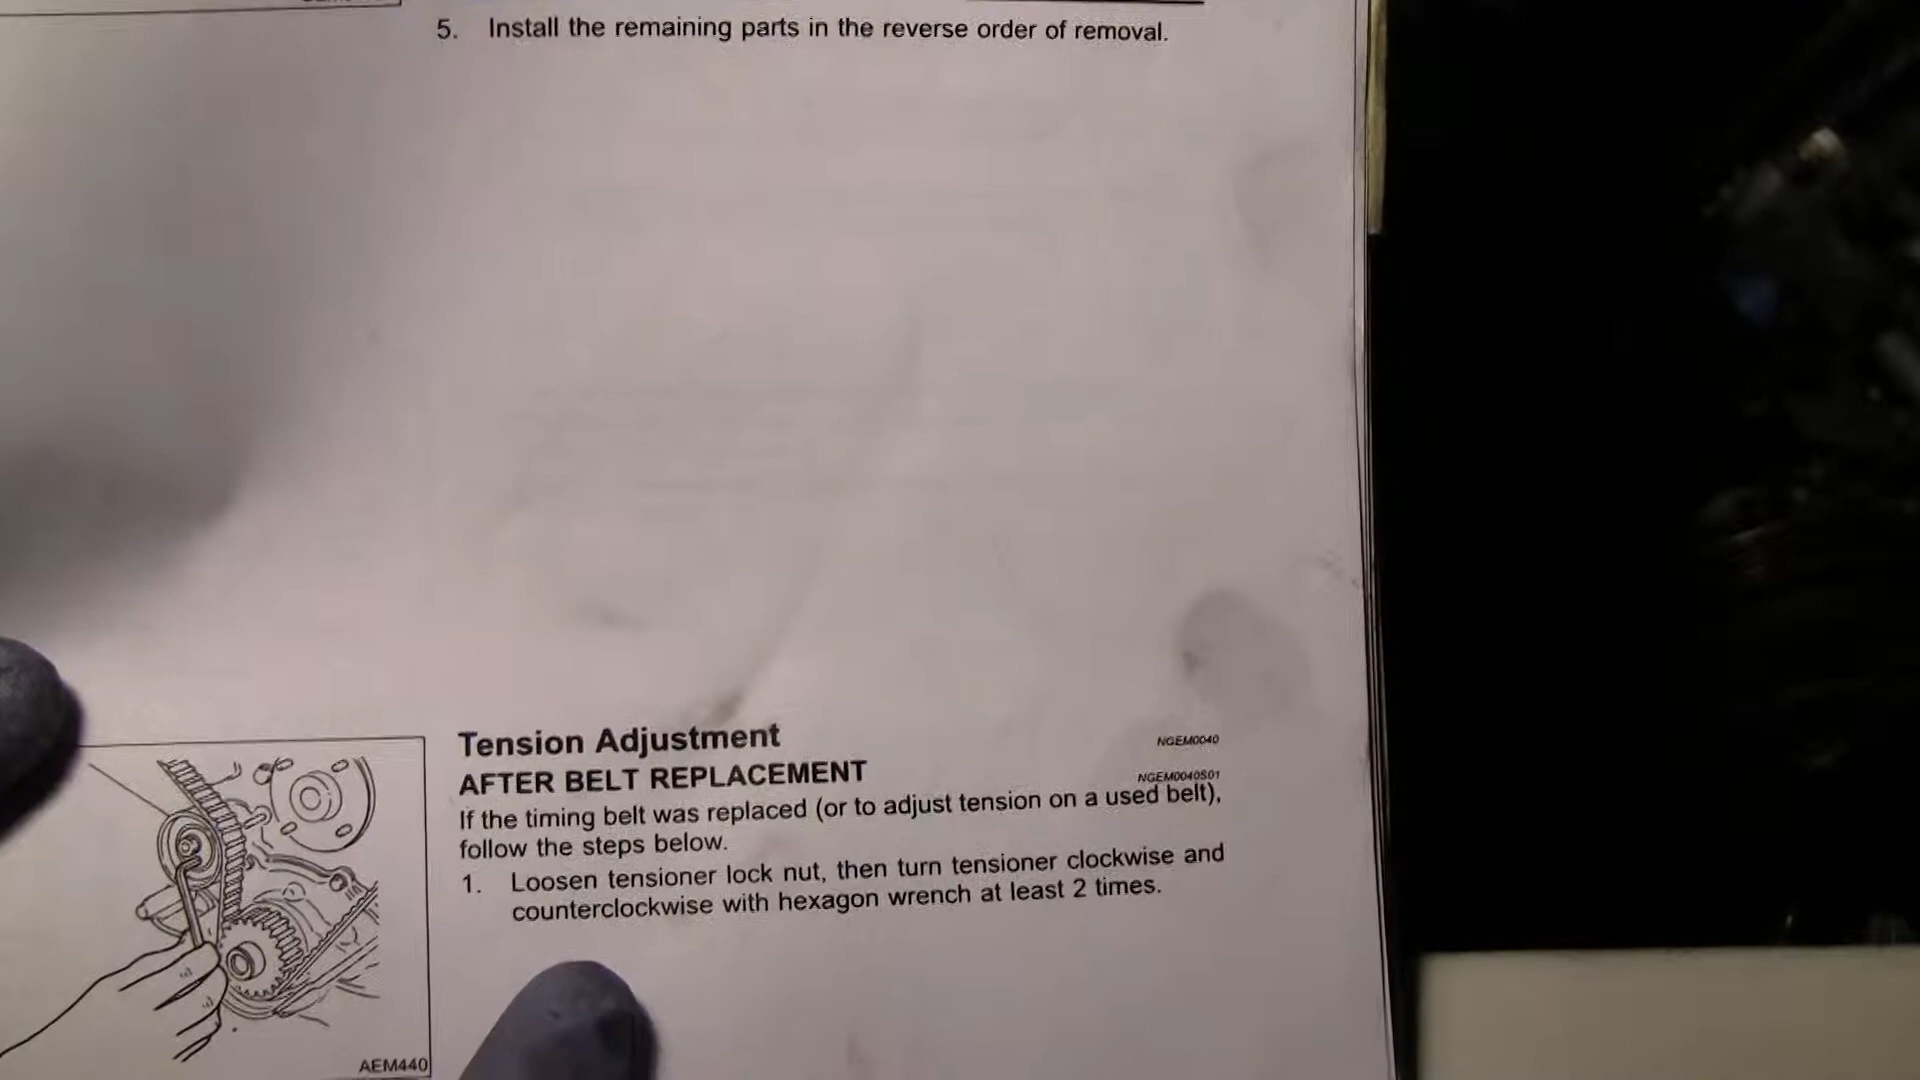 5. Install the remaining parts in the reverse order of removal.
Tension Adjustment
NGEM0040
AFTER BELT REPLACEMENT
NGEM0040S01
If the timing belt was replaced (or to adjust tension on a used belt),
follow the steps below.
1. Loosen tensioner lock nut, then turn tensioner clockwise and
counterclockwise with hexagon wrench at least 2 times.
AEM440